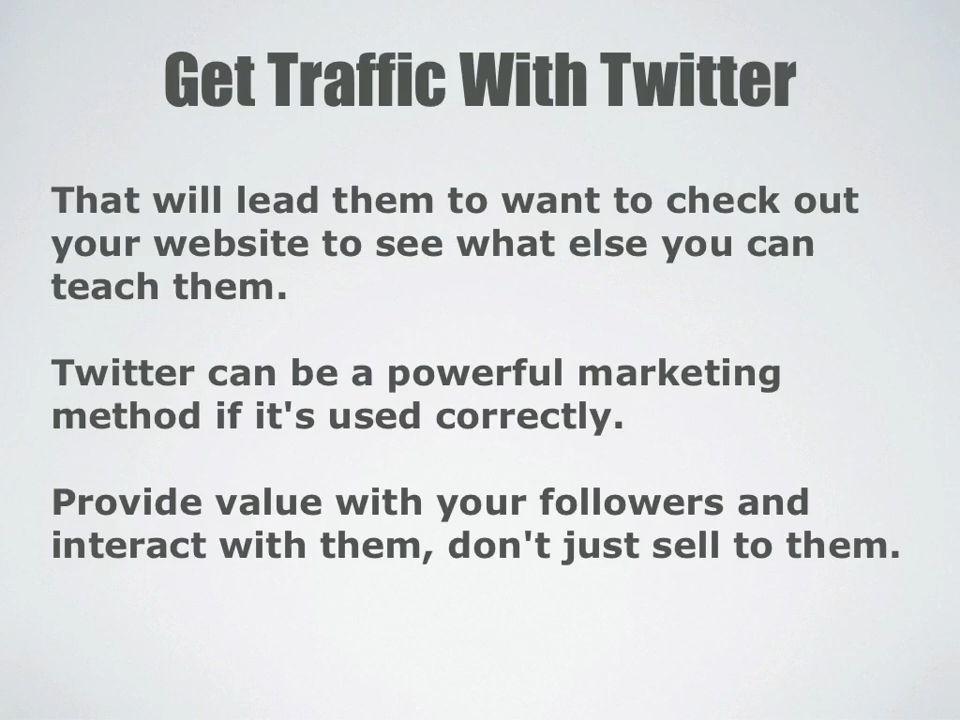 Get Traffic With Twitter
That will lead them to want to check out
your website to see what else you can
teach them.
Twitter can be a powerful marketing
method if it's used correctly.
Provide value with your followers and
interact with them, don't just sell to them.